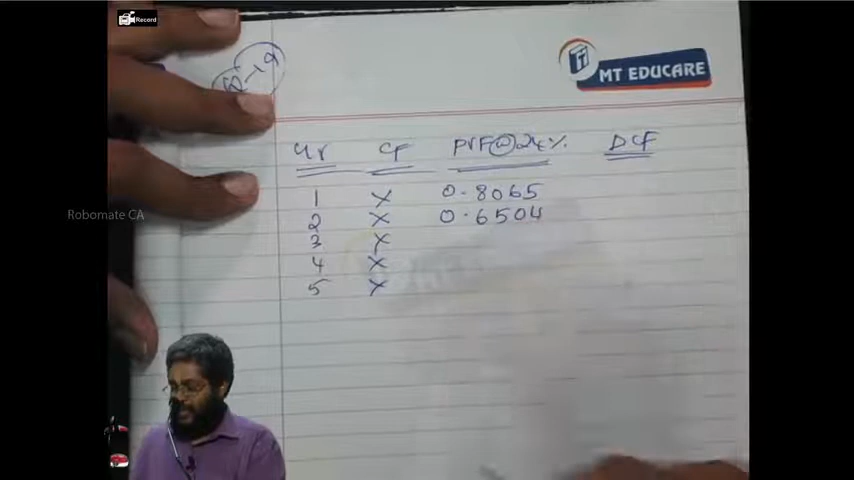 Record
Q-19
MT EDUCARE
Yr CF PVF@24%. DCF
1 X 0.8065
2 X 0.6504
3 X
4 X
5 X
Robomate CA